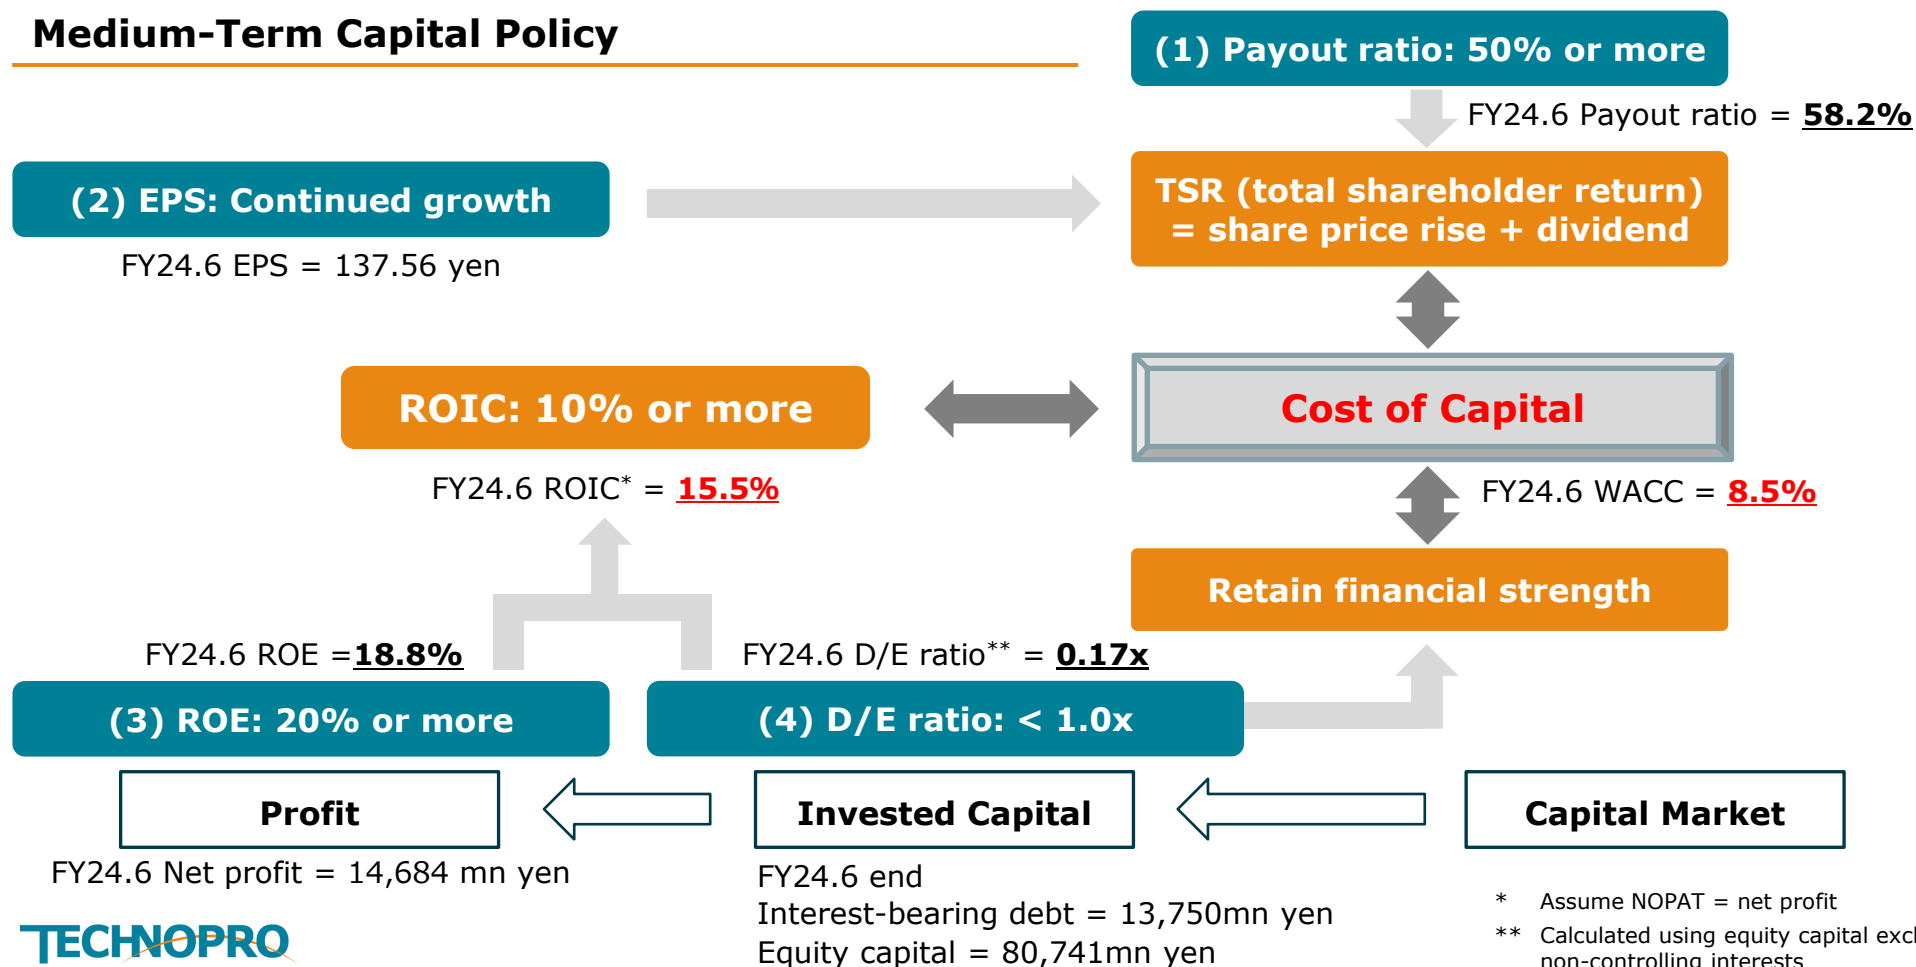 Medium-Term Capital Policy
(1) Payout ratio: 50% or more
FY24.6 Payout ratio = 58.2%
(2) EPS: Continued growth
FY24.6 EPS = 137.56 yen
TSR (total shareholder return)
= share price rise + dividend
ROIC: 10% or more
FY24.6 ROIC* = 15.5%
Cost of Capital
FY24.6 WACC = 8.5%
Retain financial strength
FY24.6 ROE =18.8%
FY24.6 D/E ratio** = 0.17x
(3) ROE: 20% or more
(4) D/E ratio: < 1.0x
Profit
Invested Capital
Capital Market
FY24.6 Net profit = 14,684 mn yen
FY24.6 end
Interest-bearing debt = 13,750mn yen
Equity capital = 80,741mn yen
* Assume NOPAT = net profit
** Calculated using equity capital
non-controlling interests
TECHNOPRO